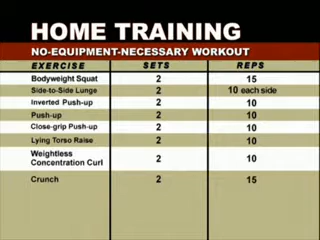 HOME TRAINING
NO-EQUIPMENT-NECESSARY WORKOUT
EXERCISE SETS REPS
Bodyweight Squat 2 15
Side-to-Side Lunge 2 10 each side
Inverted Push-up 2 10
Push-up 2 10
Close-grip Push-up 2 10
Lying Torso Raise 2 10
Weightless
Concentration Curl 2 10
Crunch 2 15